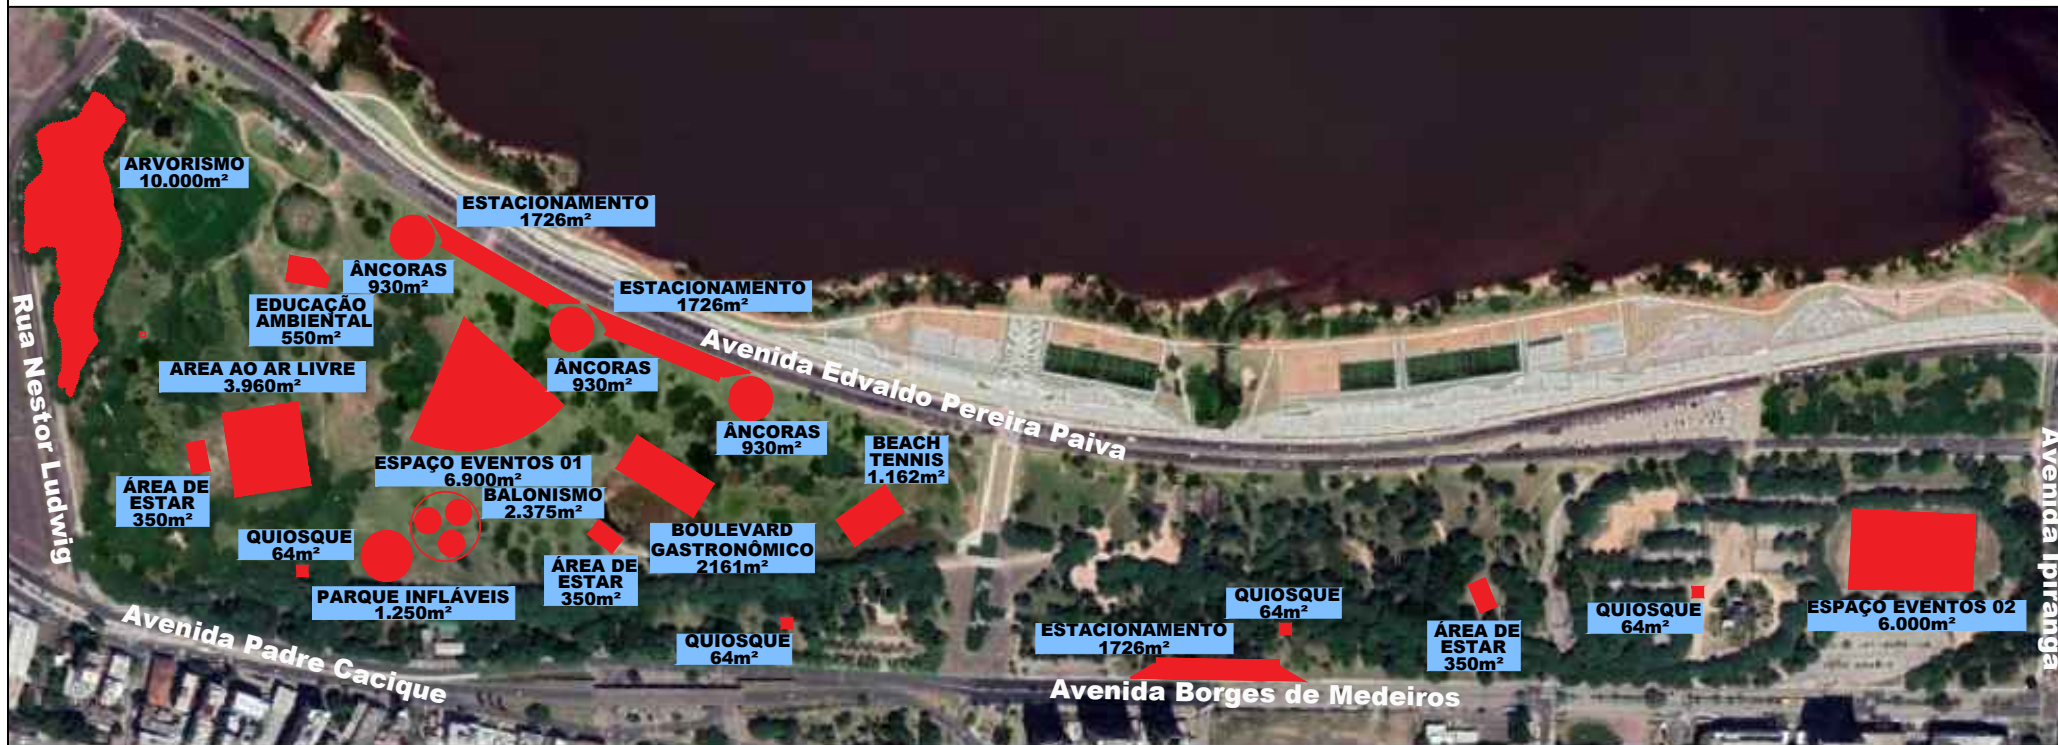 ARVORISMO
10.000m²
ESTACIONAMENTO
1726m²
ÂNCORAS
930m²
ESTACIONAMENTO
1726m²
EDUCAÇÃO
AMBIENTAL
550m²
Rua Nestor Ludwig
AREA AO AR LIVRE
3.960m²
ÂNCORAS
930m²
Avenida Edvaldo Pereira Paiva
ÂNCORAS
930m²
BEACH
TENNIS
1.162m²
ESPAÇO EVENTOS 01
6.900m²
ÁREA DE
ESTAR
350m²
BALONISMO
2.375m²
BOULEVARD
GASTRONÔMICO
2161m²
QUIOSQUE
64m²
ÁREA DE
ESTAR
350m²
PARQUE INFLÁVEIS
1.250m²
Avenida Padre Cacique
QUIOSQUE
64m²
ESTACIONAMENTO
1726m²
QUIOSQUE
64m²
ÁREA DE
ESTAR
350m²
QUIOSQUE
64m²
ESPAÇO EVENTOS 02
6.000m²
Avenida Ipiranga
Avenida Borges de Medeiros